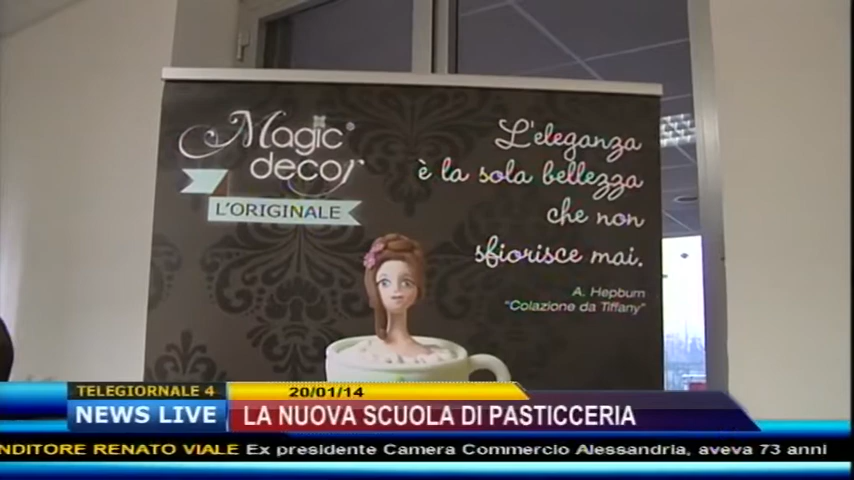 Magic®
decor
L'ORIGINALE
L'eleganza
è la sola bellezza
che non
sfiorisce mai.
A. Hepburn
"Colazione da Tiffany"
TELEGIORNALE 4
20/01/14
NEWS LIVE
LA NUOVA SCUOLA DI PASTICCERIA
NDITORE RENATO VIALE Ex presidente Camera Commercio Alessandria, aveva 73 anni